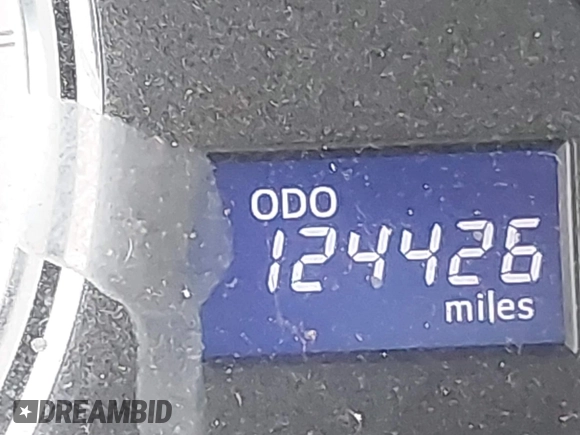 ODO
124426
miles
DREAMBID